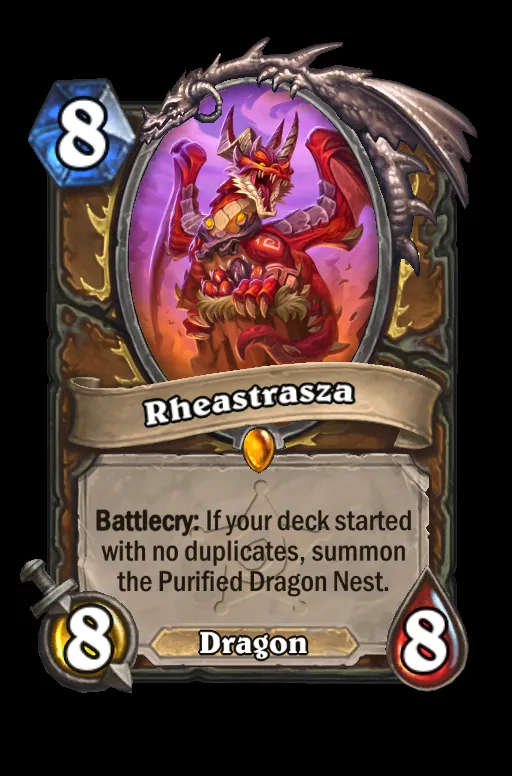 8
Rheastrasza
Battlecry: If your deck started
with no duplicates, summon
the Purified Dragon Nest.
8
Dragon
8